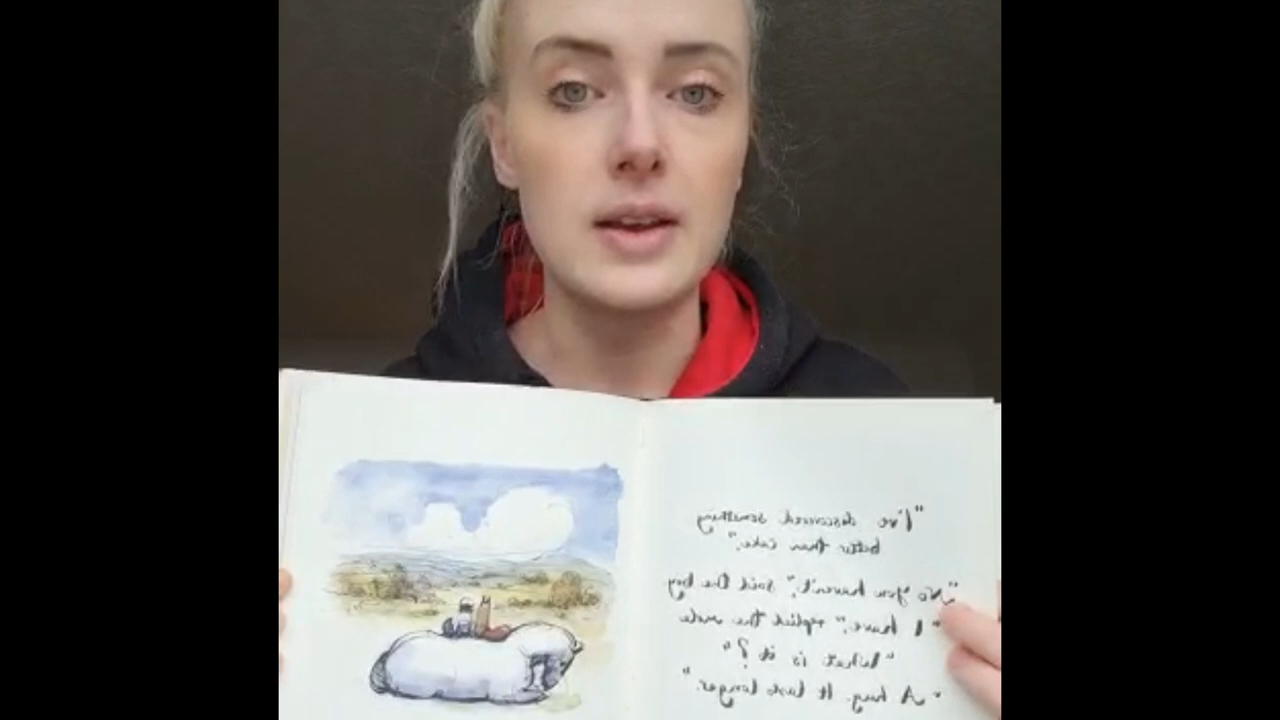 "I've discovered something
better than cake."
"No you haven't", said the boy
"I have," replied the mole
"What is it?"
"A hug. It lasts longer."